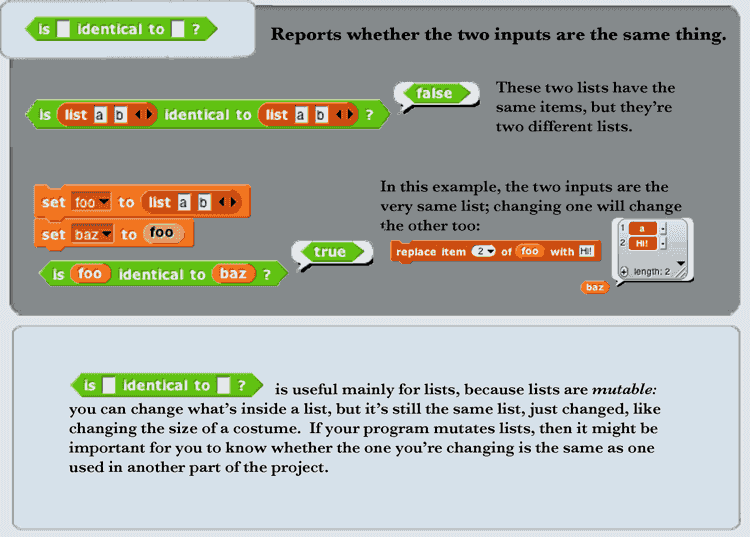 is identical to ?
Reports whether the two inputs are the same thing.
false
These two lists have the
same items, but they're
two different lists.
is list a b identical to list a b ?
In this example, the two inputs are the
very same list; changing one will change
the other too:
set foo to list a b
set baz to foo
true
is foo identical to baz ?
replace item 2 of foo with Hi!
1 a
2 Hi!
length: 2
baz
is identical to ? is useful mainly for lists, because lists are mutable:
you can change what's inside a list, but it's still the same list, just changed, like
changing the size of a costume. If your program mutates lists, then it might be
important for you to know whether the one you're changing is the same as one
used in another part of the project.